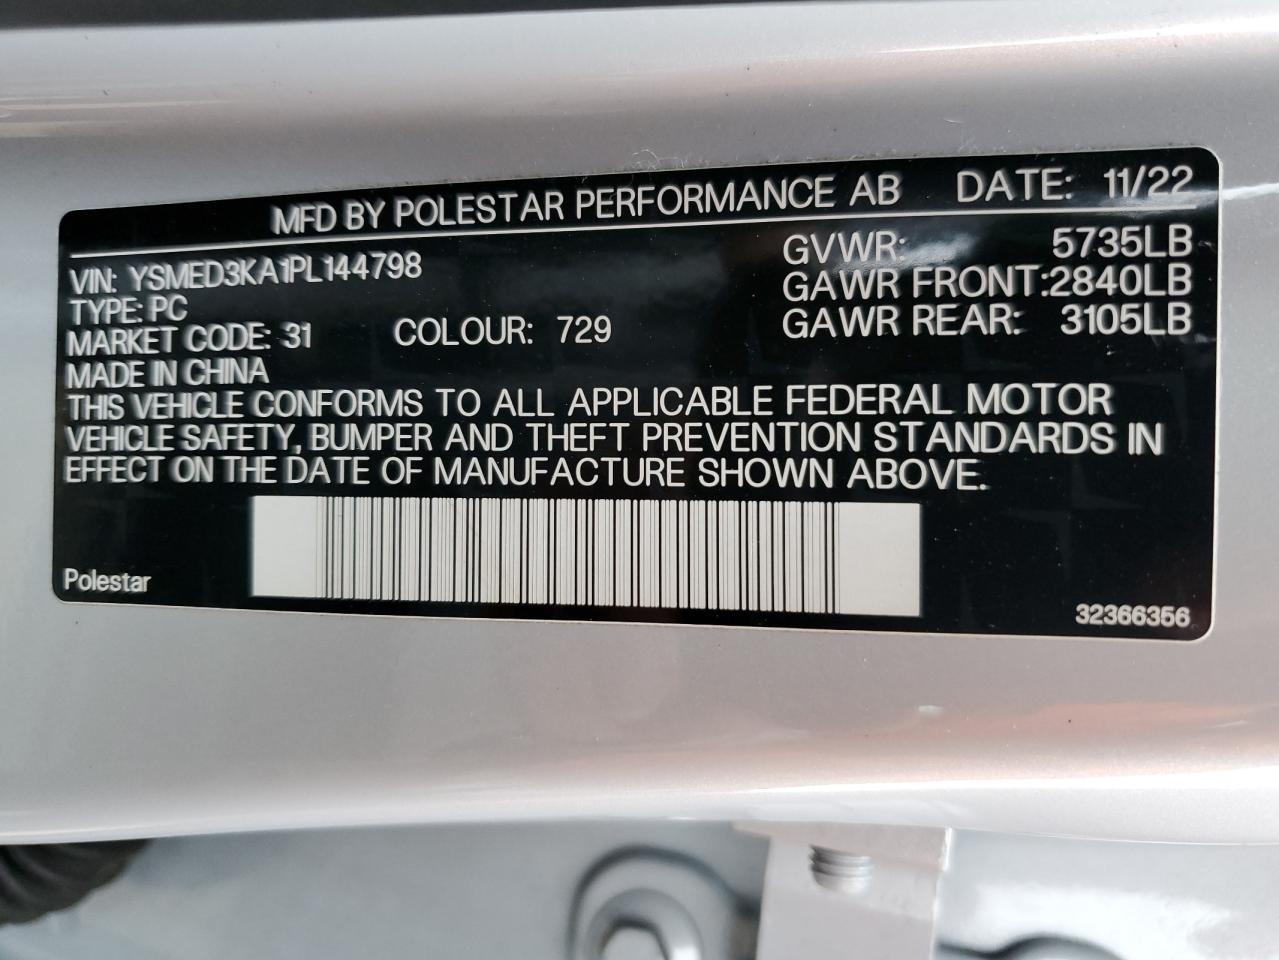 MFD BY POLESTAR PERFORMANCE AB DATE: 11/22
VIN: YSMED3KA1PL144798
TYPE: PC
MARKET CODE: 31 COLOUR: 729
MADE IN CHINA
GVWR: 5735LB
GAWR FRONT:2840LB
GAWR REAR: 3105LB
THIS VEHICLE CONFORMS TO ALL APPLICABLE FEDERAL MOTOR
VEHICLE SAFETY, BUMPER AND THEFT PREVENTION STANDARDS IN
EFFECT ON THE DATE OF MANUFACTURE SHOWN ABOVE.
Polestar
32366356